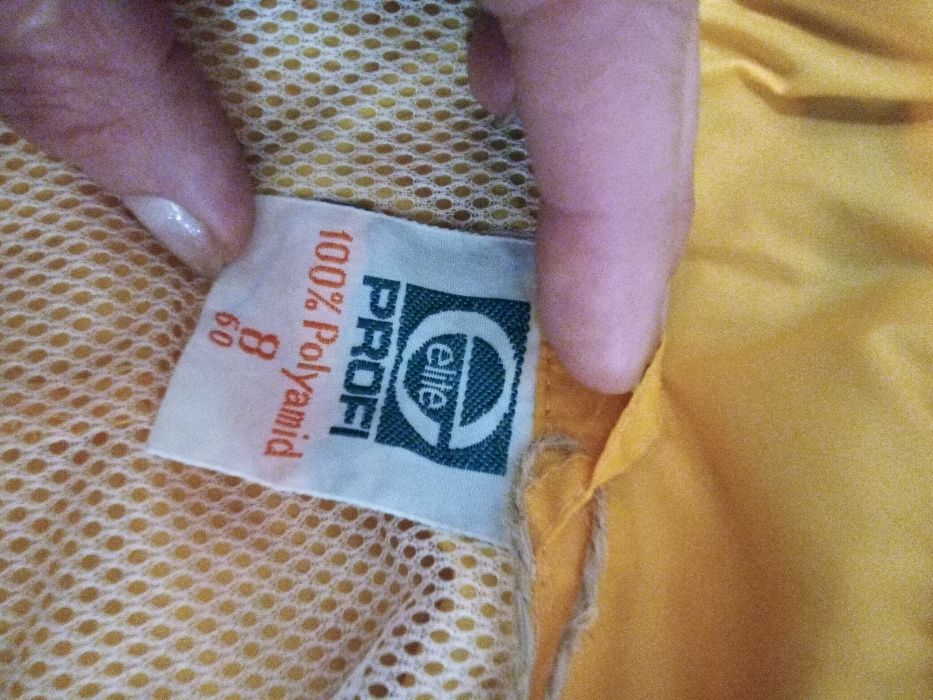 elite
PROFI
100% Polyamid
8
60